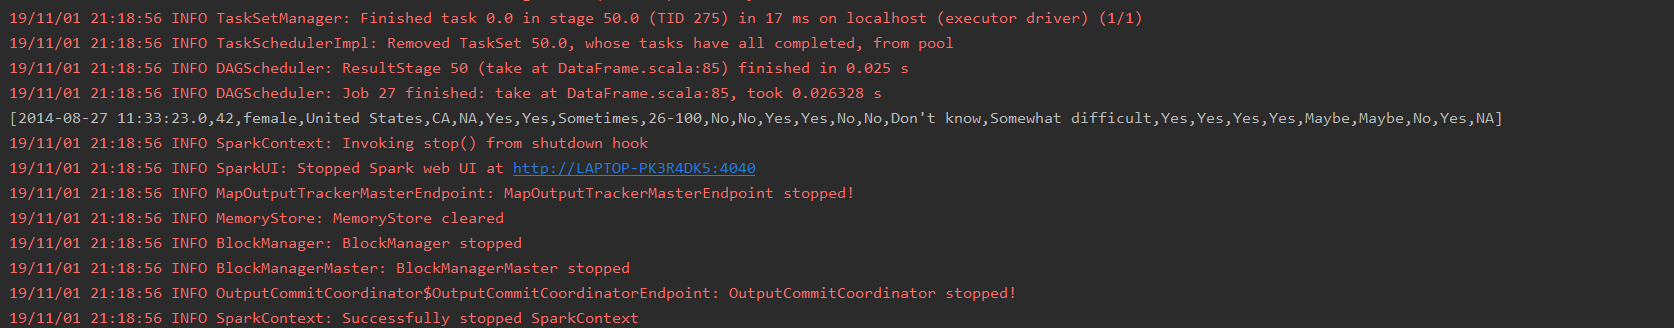 19/11/01 21:18:56 INFO TaskSetManager: Finished task 0.0 in stage 50.0 (TID 275) in 17 ms on localhost (executor driver) (1/1)
19/11/01 21:18:56 INFO TaskSchedulerImpl: Removed TaskSet 50.0, whose tasks have all completed, from pool
19/11/01 21:18:56 INFO DAGScheduler: ResultStage 50 (take at DataFrame.scala:85) finished in 0.025 s
19/11/01 21:18:56 INFO DAGScheduler: Job 27 finished: take at DataFrame.scala:85, took 0.026328 s
[2014-08-27 11:33:23.0,42,female,United States,CA,NA,Yes,Yes,Sometimes,26-100,No,No,Yes,Yes,No,No,Don't know,Somewhat difficult,Yes,Yes,Yes,Yes,Maybe,Maybe,No,Yes,NA]
19/11/01 21:18:56 INFO SparkContext: Invoking stop() from shutdown hook
19/11/01 21:18:56 INFO SparkUI: Stopped Spark web UI at http://LAPTOP-PK3R4DK5:4040
19/11/01 21:18:56 INFO MapOutputTrackerMasterEndpoint: MapOutputTrackerMasterEndpoint stopped!
19/11/01 21:18:56 INFO MemoryStore: MemoryStore cleared
19/11/01 21:18:56 INFO BlockManager: BlockManager stopped
19/11/01 21:18:56 INFO BlockManagerMaster: BlockManagerMaster stopped
19/11/01 21:18:56 INFO OutputCommitCoordinator$OutputCommitCoordinatorEndpoint: OutputCommitCoordinator stopped!
19/11/01 21:18:56 INFO SparkContext: Successfully stopped SparkContext